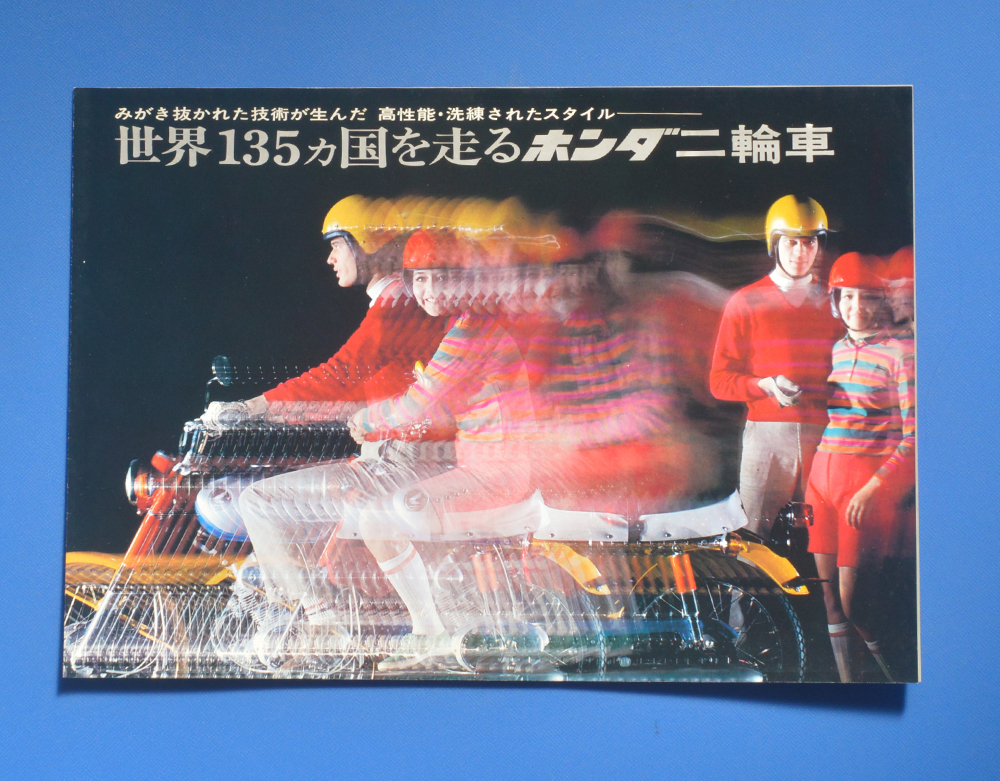 みがき抜かれた技術が生んだ 高性能・洗練されたスタイル――
世界135ヵ国を走るホンダ二輪車